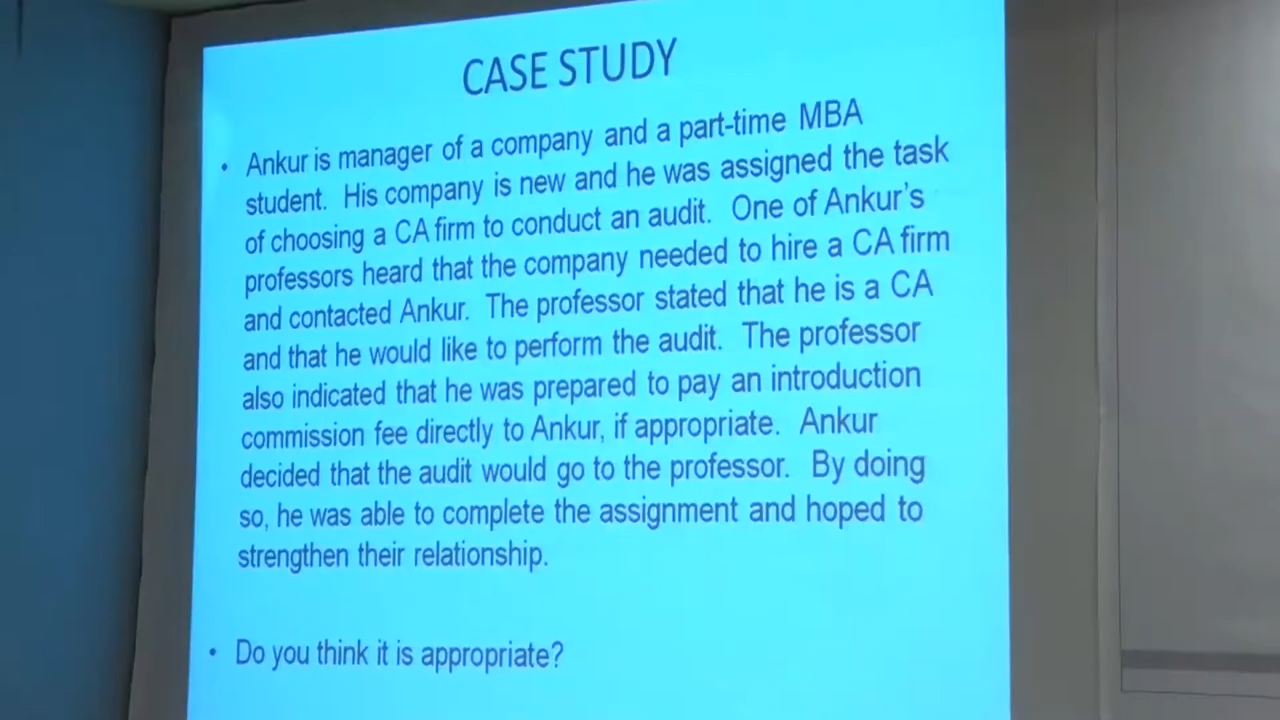 CASE STUDY
• Ankur is manager of a company and a part-time MBA
student. His company is new and he was assigned the task
of choosing a CA firm to conduct an audit. One of Ankur's
professors heard that the company needed to hire a CA firm
and contacted Ankur. The professor stated that he is a CA
and that he would like to perform the audit. The professor
also indicated that he was prepared to pay an introduction
commission fee directly to Ankur, if appropriate. Ankur
decided that the audit would go to the professor. By doing
so, he was able to complete the assignment and hoped to
strengthen their relationship.
• Do you think it is appropriate?